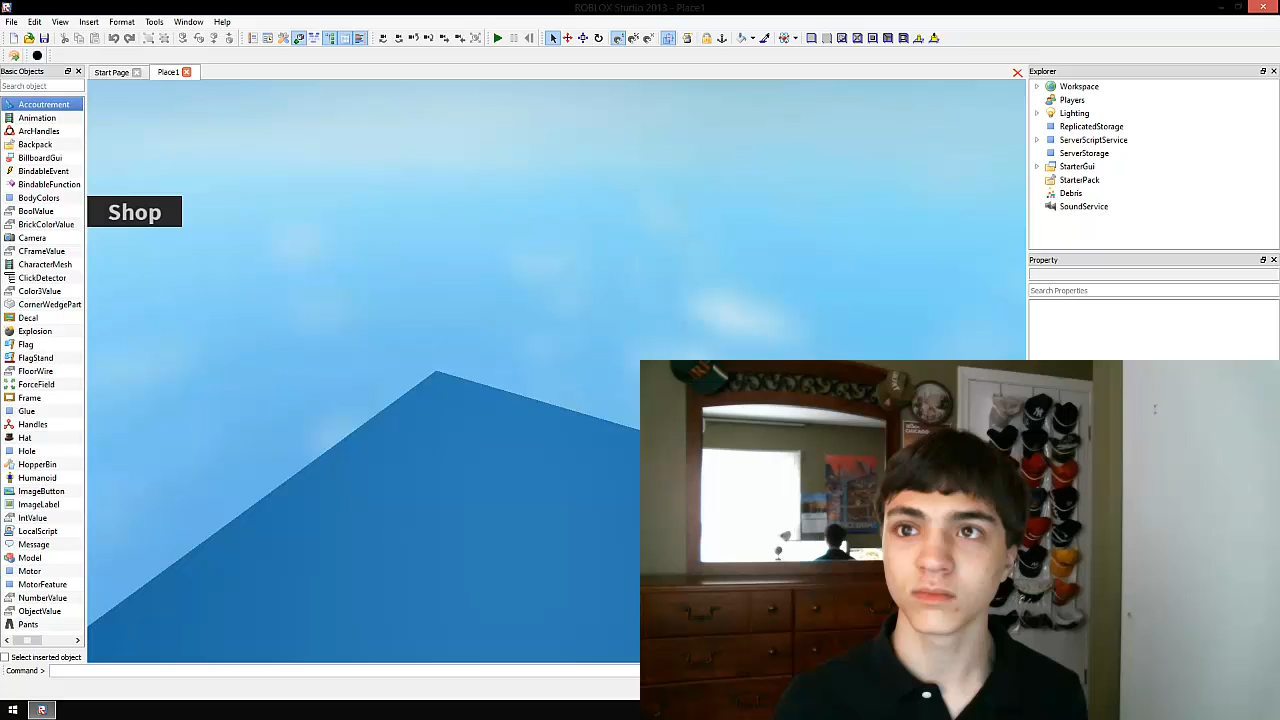 ROBLOX Studio 2013 - Place1
File Edit View Insert Format Tools Window Help
Basic Objects
Search object
Accoutrement
Animation
ArcHandles
Backpack
BillboardGui
BindableEvent
BindableFunction
BodyColors
BoolValue
BrickColorValue
Camera
CFrameValue
CharacterMesh
ClickDetector
Color3Value
CornerWedgePart
Decal
Explosion
Flag
FlagStand
FloorWire
ForceField
Frame
Glue
Handles
Hat
Hole
HopperBin
Humanoid
ImageButton
ImageLabel
IntValue
LocalScript
Message
Model
Motor
MotorFeature
NumberValue
ObjectValue
Pants
Select inserted object
Command >
Start Page Place1
Shop
Explorer
Workspace
Players
Lighting
ReplicatedStorage
ServerScriptService
ServerStorage
StarterGui
StarterPack
Debris
SoundService
Property
Search Properties